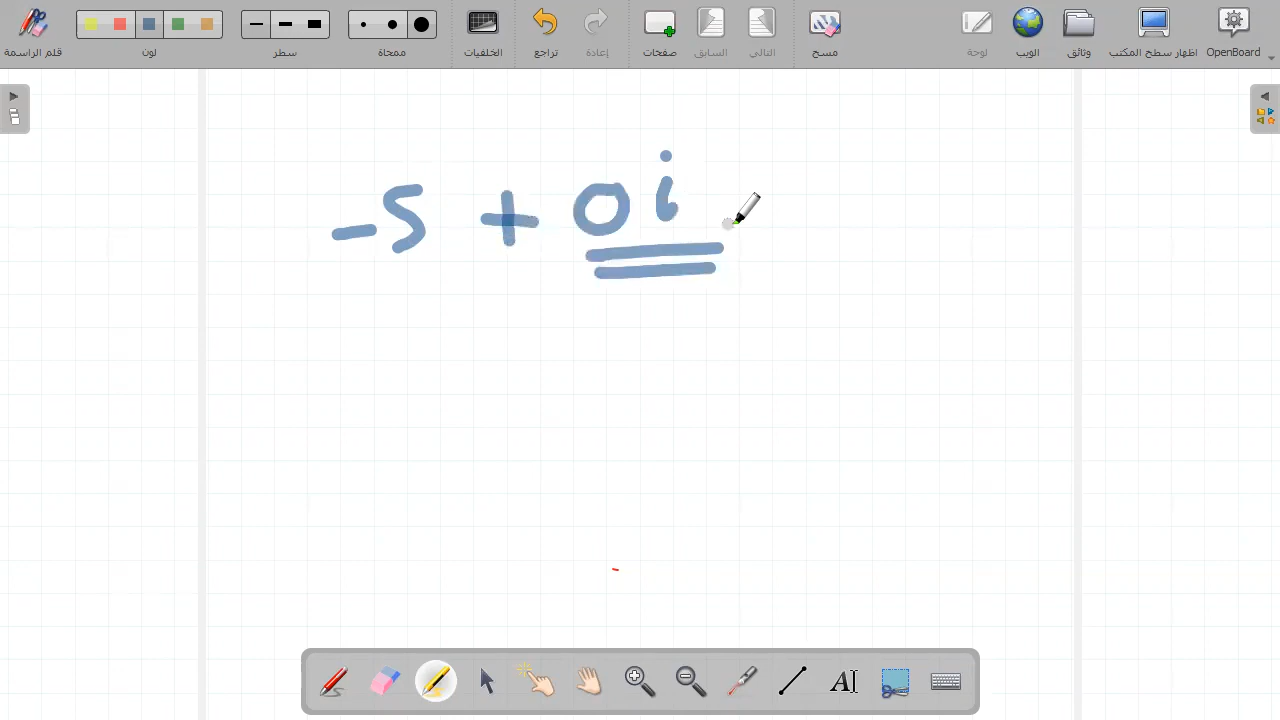 قلم الراسمة لون سطر ممحاة الخلفيات تراجع إعادة صفحات السابق التالي مسح لوحة الويب وثائق اظهار سطح المكتب OpenBoard
-5 + 0i
AI